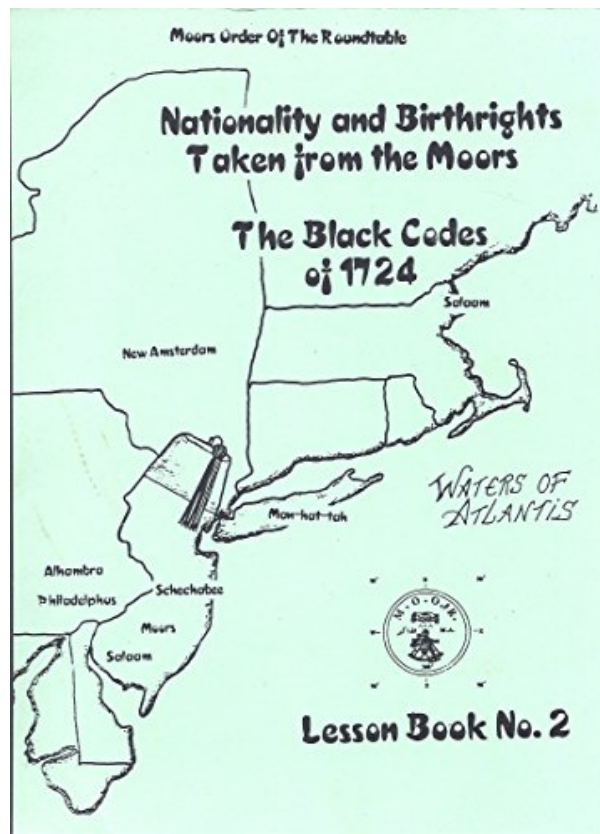 Moors Order Of The Roundtable
Nationality and Birthrights
Taken from the Moors
The Black Codes
of 1724
Salaam
New Amsterdam
WATERS OF
ATLANTIS
Man-hat-tah
Alhambra
Philadelphus
Schechabee
Moors
Salaam
Lesson Book No. 2